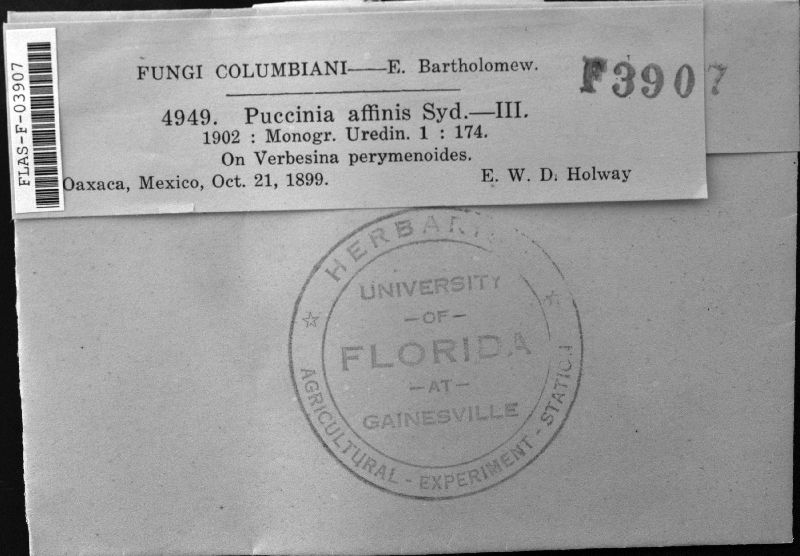 FLAS-F-03907
FUNGI COLUMBIANI—E. Bartholomew.
F3907
4949. Puccinia affinis Syd.—III.
1902 : Monogr. Uredin. 1 : 174.
On Verbesina perymenoides.
Oaxaca, Mexico, Oct. 21, 1899. E. W. D. Holway
UNIVERSITY
—OF—
FLORIDA
—AT—
GAINESVILLE
AGRICULTURAL - EXPERIMENT - STATION